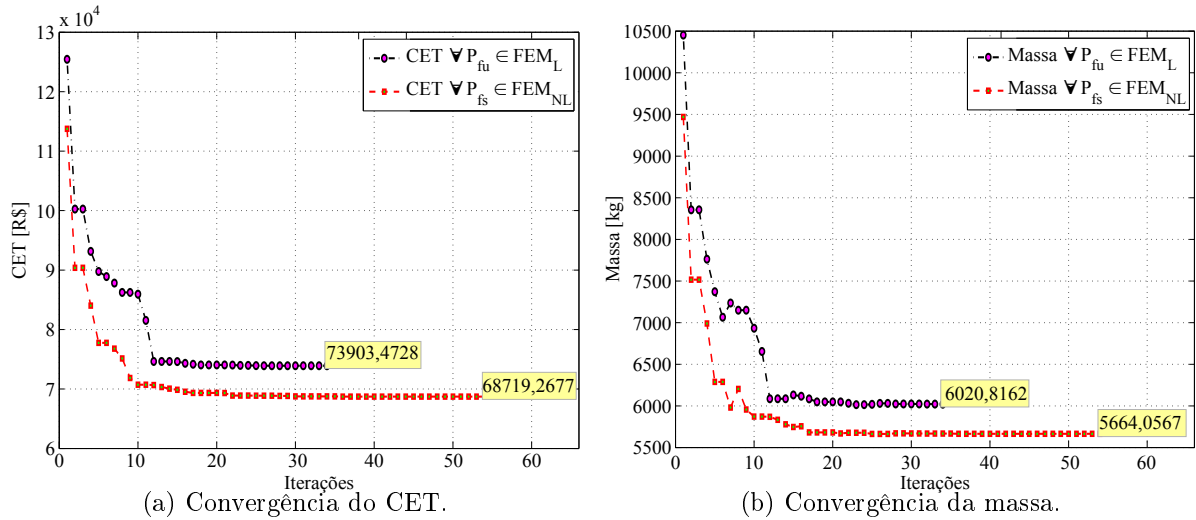 x 10⁴
13
12
11
10
9
8
7
6
CET [R$]
CET ∀ P_fu ∈ FEM_L
CET ∀ P_fs ∈ FEM_NL
73903,4728
68719,2677
0 10 20 30 40 50 60
Iterações
(a) Convergência do CET.
10500
10000
9500
9000
8500
8000
7500
7000
6500
6000
5500
Massa [kg]
Massa ∀ P_fu ∈ FEM_L
Massa ∀ P_fs ∈ FEM_NL
6020,8162
5664,0567
0 10 20 30 40 50 60
Iterações
(b) Convergência da massa.